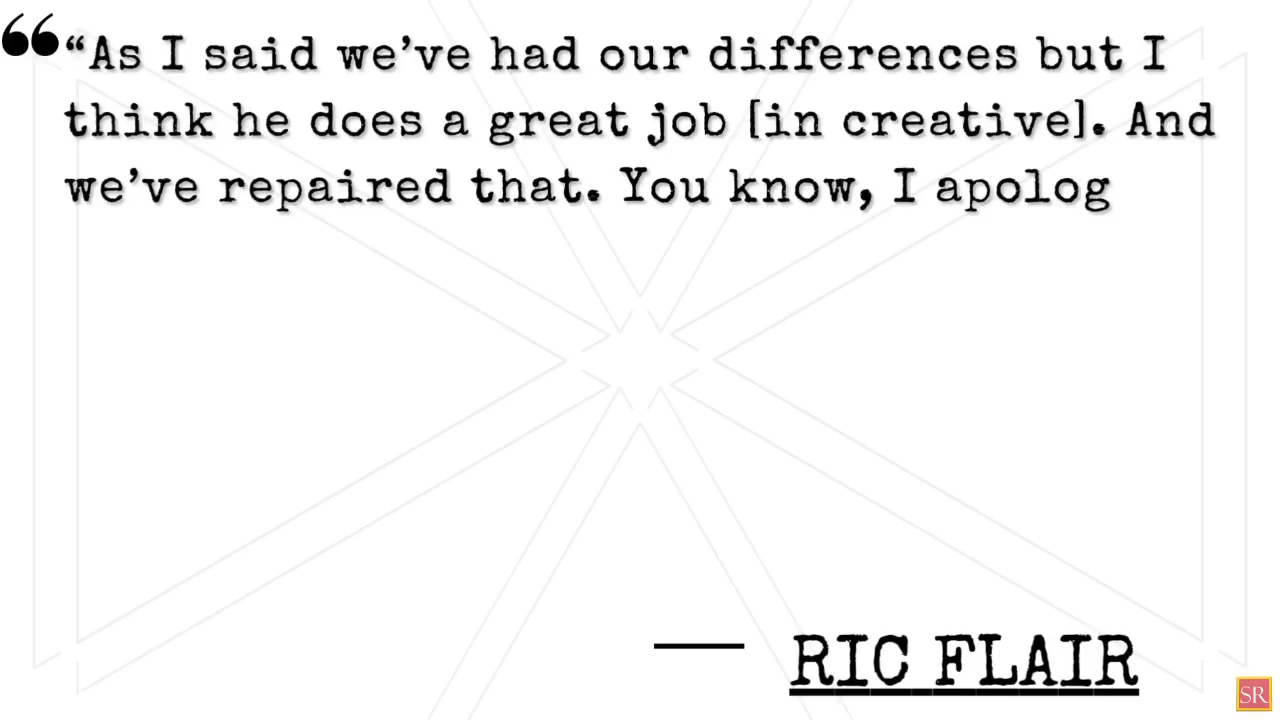 ““As I said we’ve had our differences but I
think he does a great job [in creative]. And
we’ve repaired that. You know, I apolog
— RIC FLAIR
SR